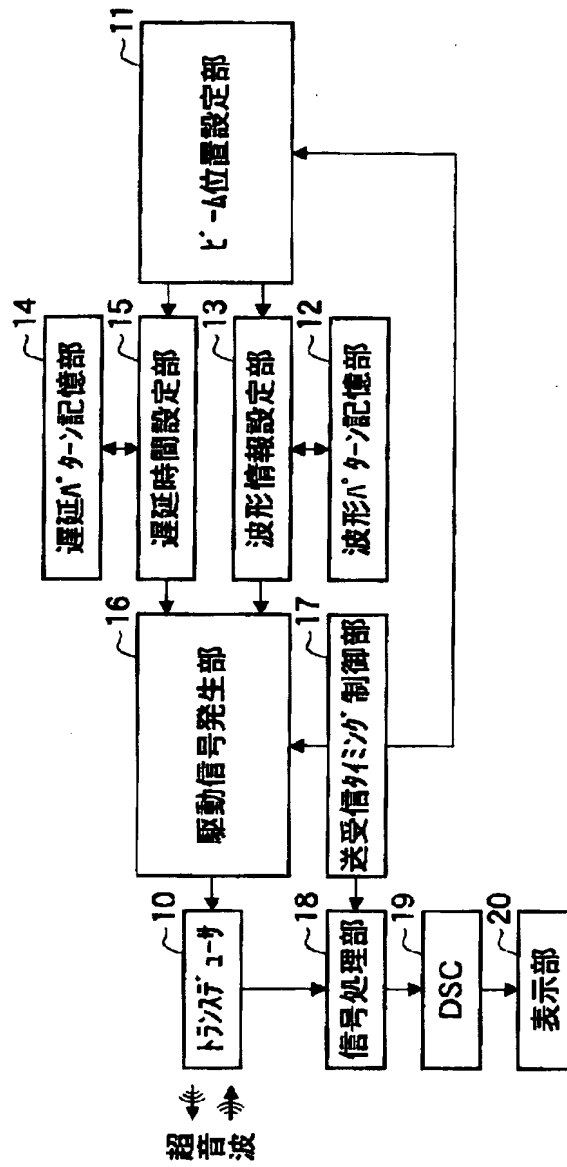 11
ﾋﾞｰﾑ位置設定部
14
遅延ﾊﾟﾀｰﾝ記憶部
15
遅延時間設定部
13
波形情報設定部
12
波形ﾊﾟﾀｰﾝ記憶部
16
駆動信号発生部
17
送受信ﾀｲﾐﾝｸﾞ制御部
10
ﾄﾗﾝｽﾃﾞｭｰｻ
18
信号処理部
19
DSC
20
表示部
超音波